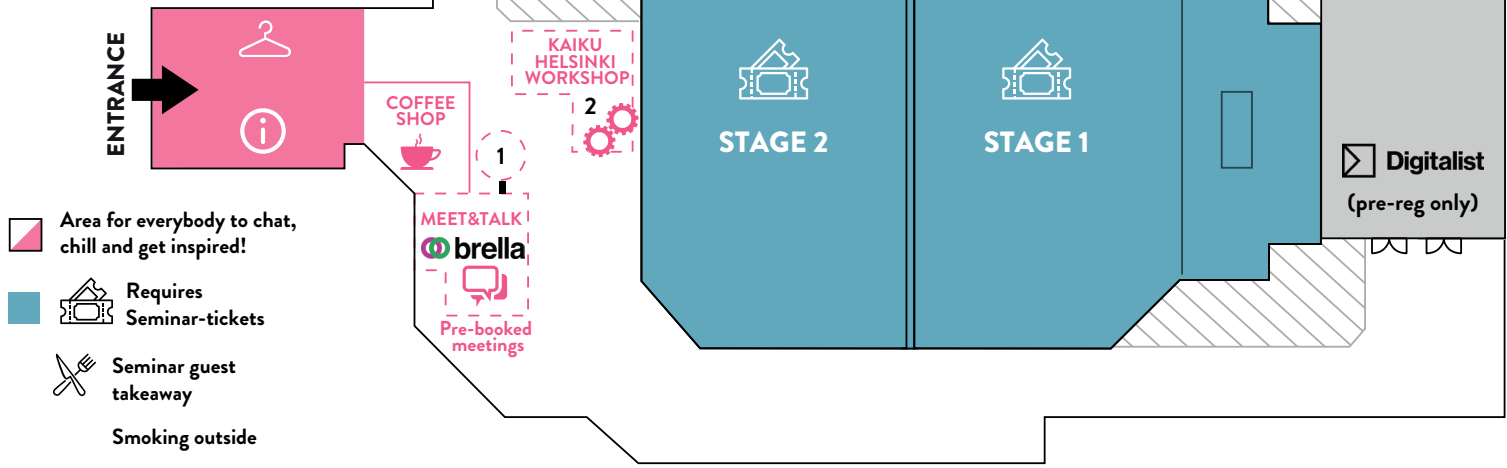 ENTRANCE
COFFEE
SHOP
KAIKU
HELSINKI
WORKSHOP
2
1
MEET&TALK
brella
Pre-booked
meetings
STAGE 2
STAGE 1
Digitalist
(pre-reg only)
Area for everybody to chat,
chill and get inspired!
Requires
Seminar-tickets
Seminar guest
takeaway
Smoking outside